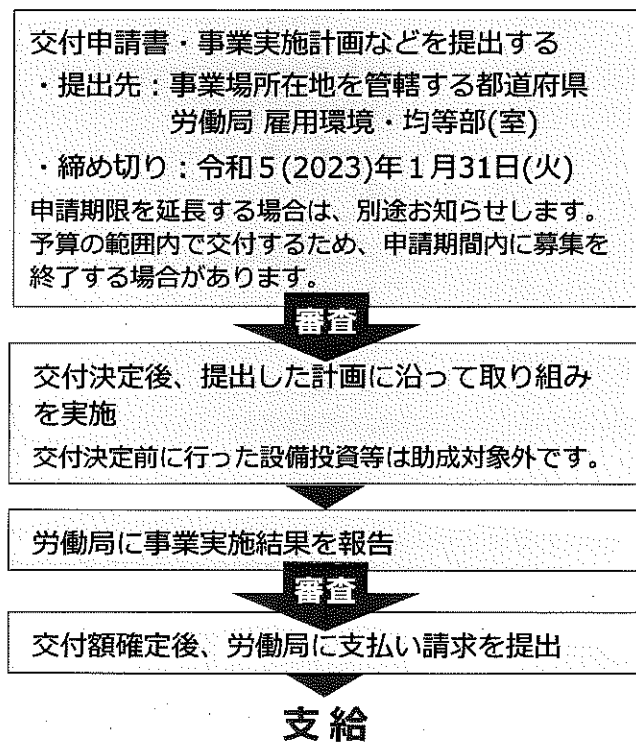 交付申請書・事業実施計画などを提出する
・提出先：事業場所在地を管轄する都道府県
労働局 雇用環境・均等部(室)
・締め切り：令和５(2023)年１月31日(火)
申請期限を延長する場合は、別途お知らせします。
予算の範囲内で交付するため、申請期間内に募集を
終了する場合があります。
審査
交付決定後、提出した計画に沿って取り組み
を実施
交付決定前に行った設備投資等は助成対象外です。
労働局に事業実施結果を報告
審査
交付額確定後、労働局に支払い請求を提出
支給